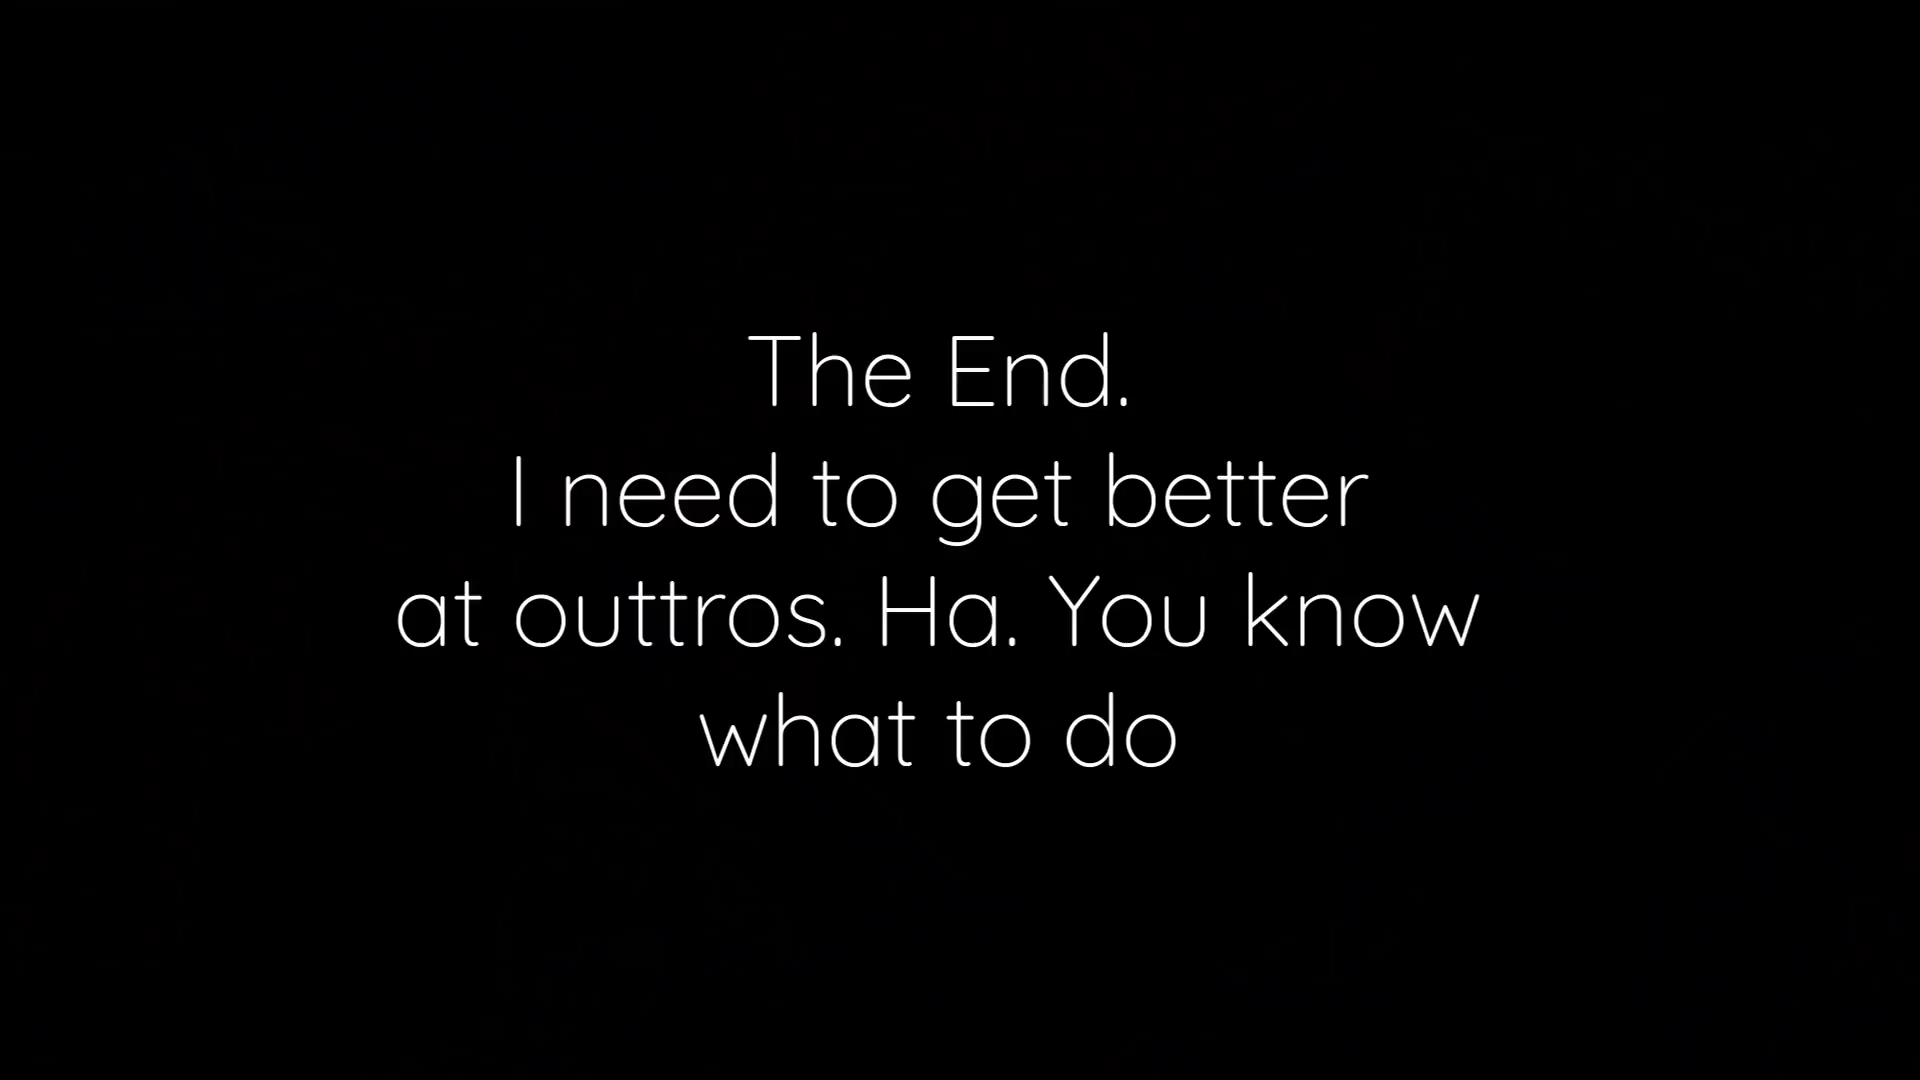 The End.
I need to get better
at outtros. Ha. You know
what to do